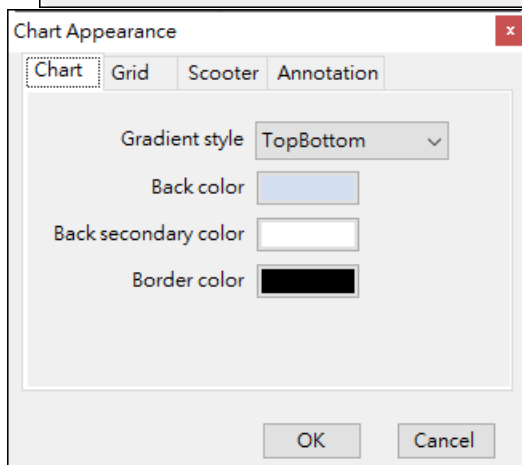 Chart Appearance x
Chart Grid Scooter Annotation
Gradient style TopBottom
Back color
Back secondary color
Border color
OK Cancel